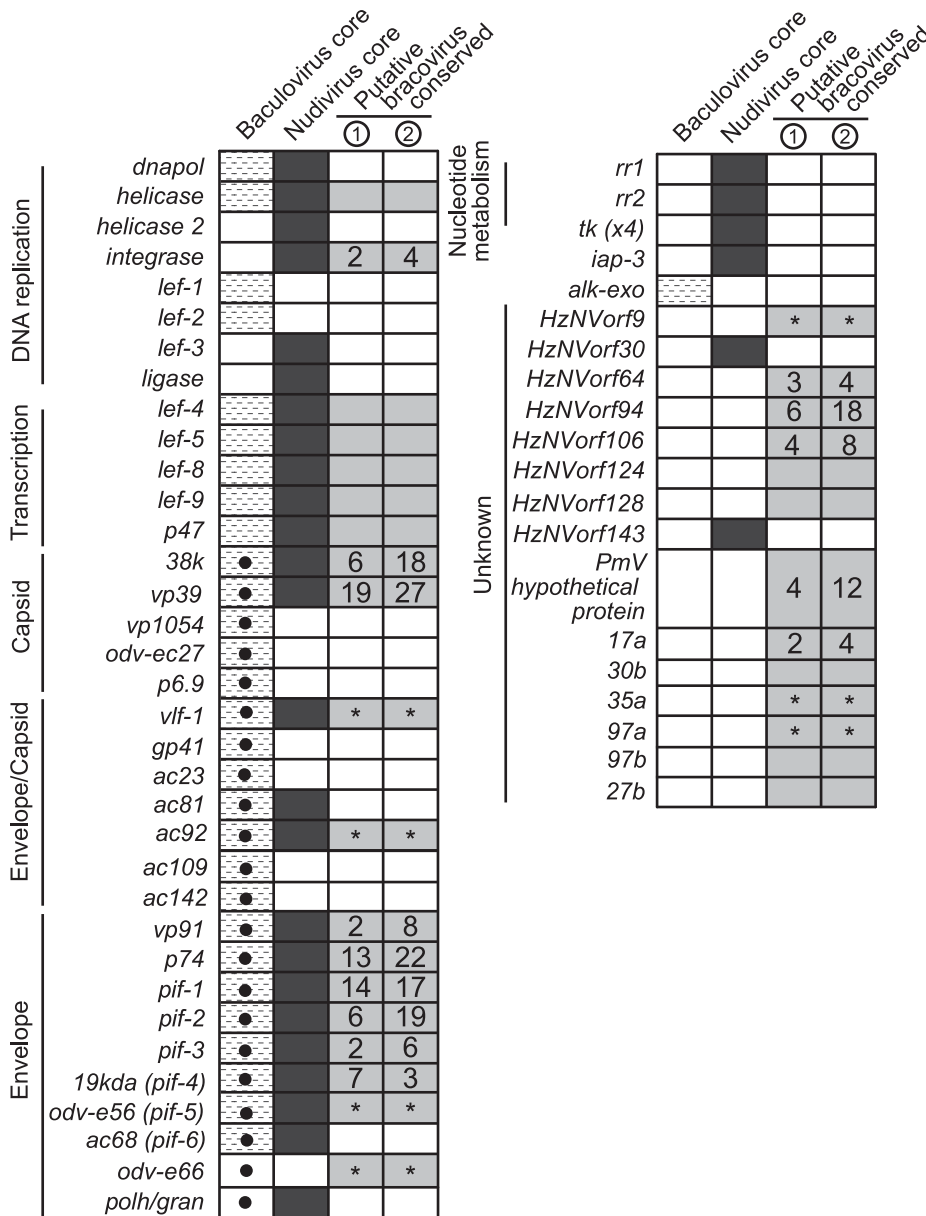 Baculovirus core
Nudivirus core
Putative
bracovirus
conserved
1 2
DNA replication
dnapol
helicase
helicase 2
integrase 2 4
lef-1
lef-2
lef-3
ligase
Transcription
lef-4
lef-5
lef-8
lef-9
p47
Capsid
38k 6 18
vp39 19 27
vp1054
odv-ec27
p6.9
Envelope/Capsid
vlf-1 * *
gp41
ac23
ac81
ac92 * *
ac109
ac142
Envelope
vp91 2 8
p74 13 22
pif-1 14 17
pif-2 6 19
pif-3 2 6
19kda (pif-4) 7 3
odv-e56 (pif-5) * *
ac68 (pif-6)
odv-e66 * *
polh/gran
Baculovirus core
Nudivirus core
Putative
bracovirus
conserved
1 2
Nucleotide
metabolism
rr1
rr2
tk (x4)
iap-3
alk-exo
Unknown
HzNVorf9 * *
HzNVorf30
HzNVorf64 3 4
HzNVorf94 6 18
HzNVorf106 4 8
HzNVorf124
HzNVorf128
HzNVorf143
PmV
hypothetical 4 12
protein
17a 2 4
30b
35a * *
97a * *
97b
27b